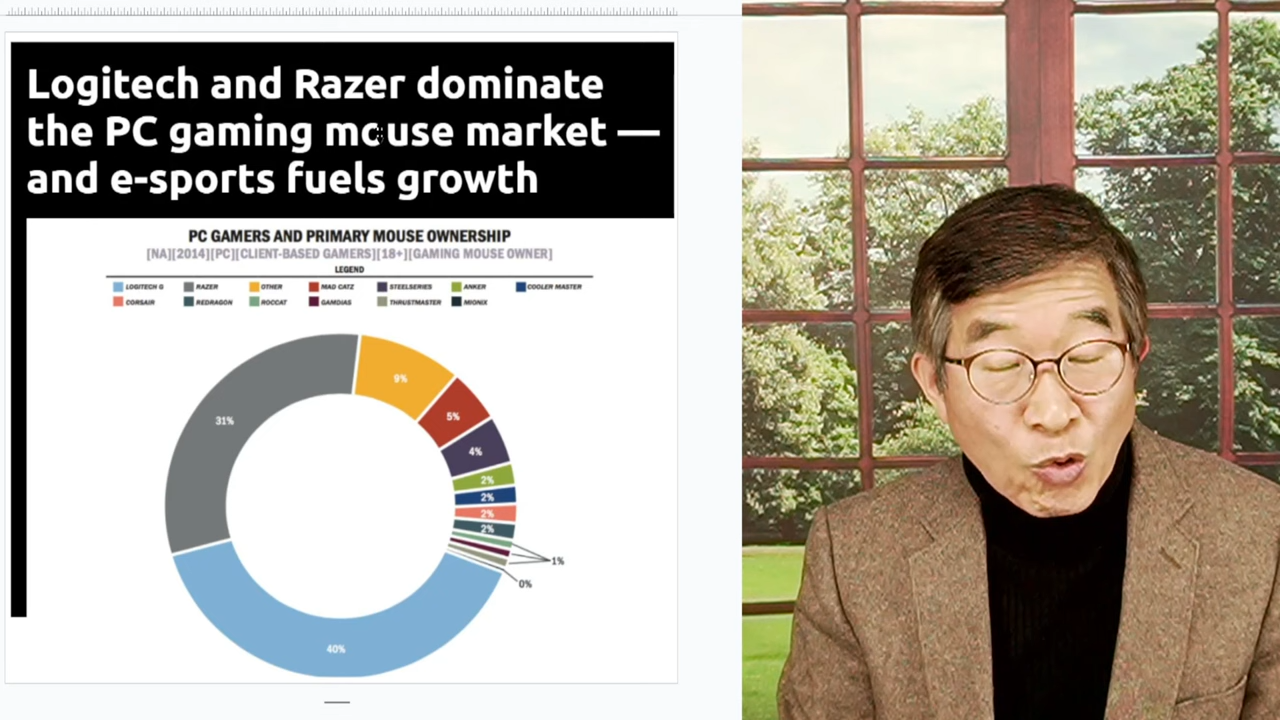 Logitech and Razer dominate
the PC gaming mouse market —
and e-sports fuels growth
PC GAMERS AND PRIMARY MOUSE OWNERSHIP
[NA][2014][PC][CLIENT-BASED GAMERS][18+][GAMING MOUSE OWNER]
LEGEND
LOGITECH G RAZER OTHER MAD CATZ STEELSERIES ANKER COOLER MASTER
CORSAIR REDRAGON ROCCAT GAMDIAS THRUSTMASTER MIONIX
9%
31%
5%
4%
2%
2%
2%
2%
1%
0%
40%